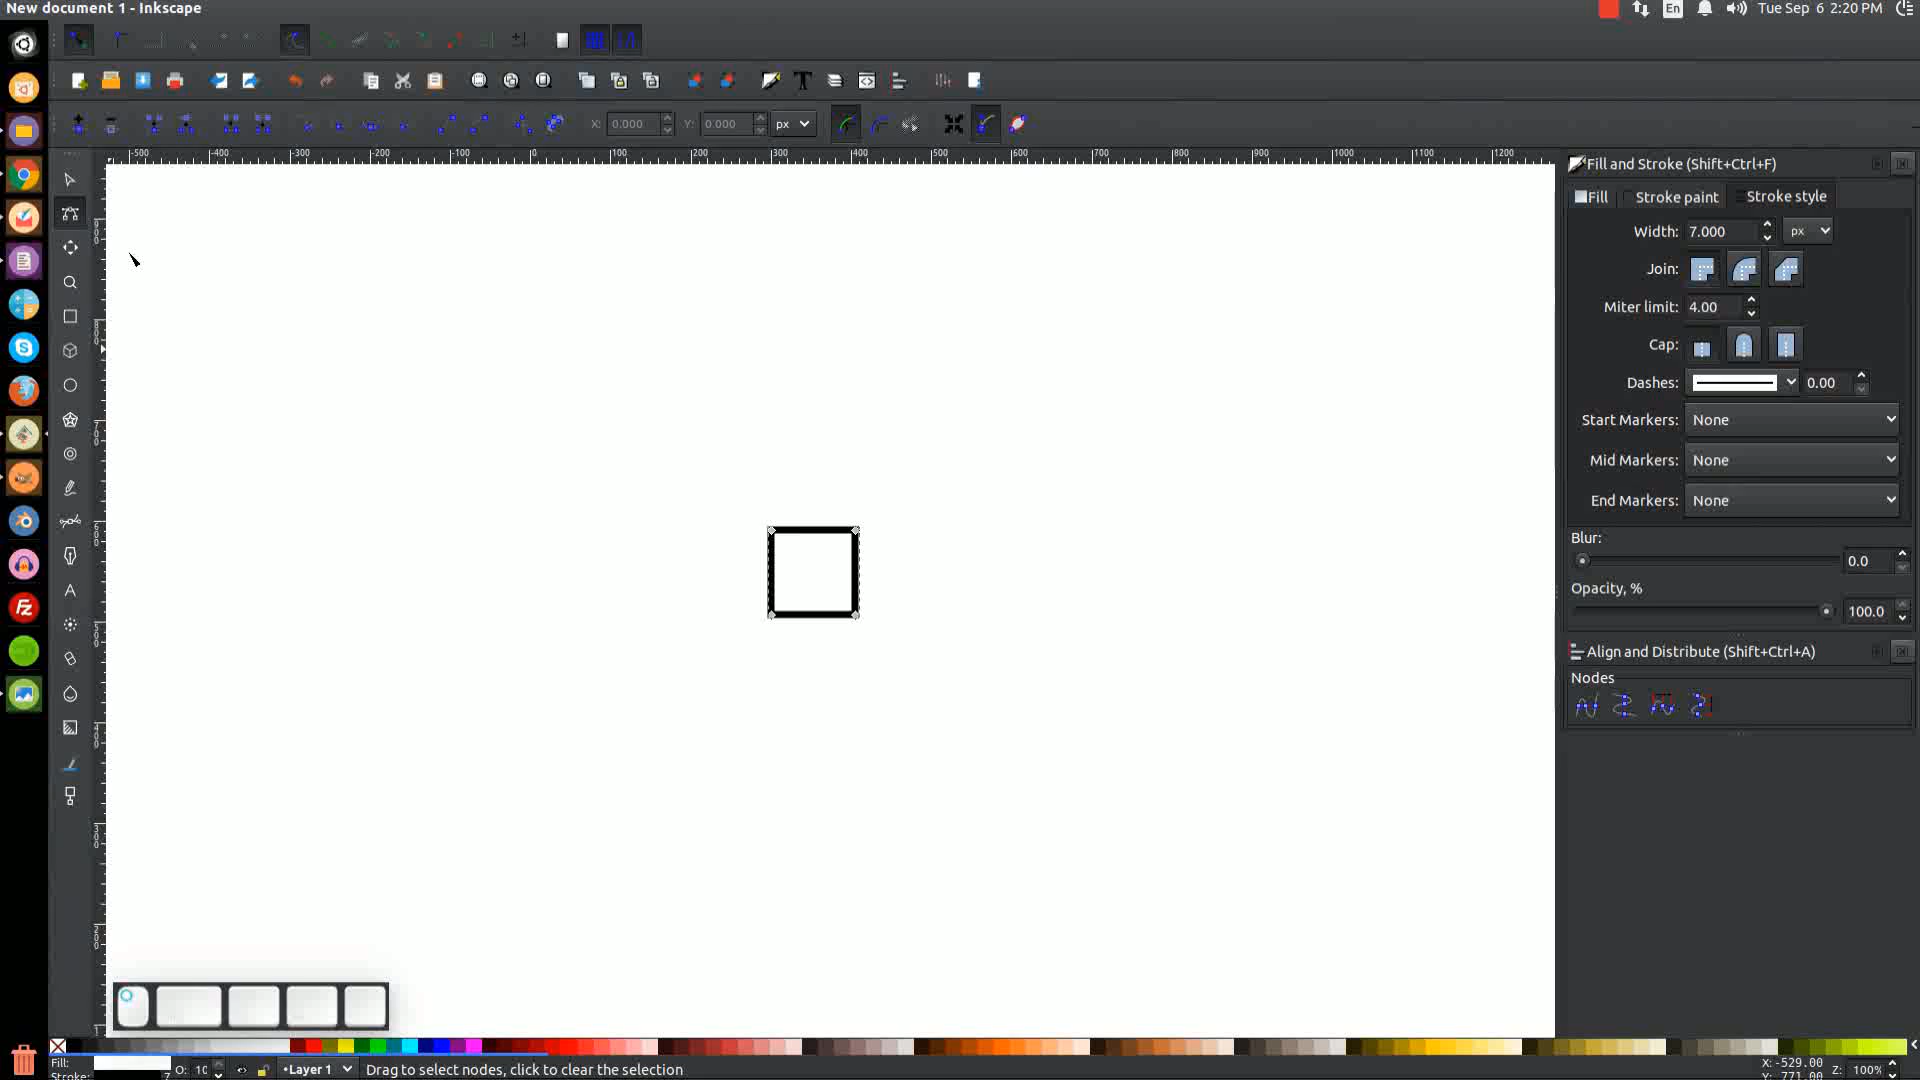 New document 1 - Inkscape
En
Tue Sep 6 2:20 PM
X: 0.000
Y: 0.000
px
-500 -400 -300 -200 -100 0 100 200 300 400 500 600 700 800 900 1000 1100 1200
Fill and Stroke (Shift+Ctrl+F)
Fill
Stroke paint
Stroke style
Width: 7.000 px
Join:
Miter limit: 4.00
Cap:
Dashes: 0.00
Start Markers: None
Mid Markers: None
End Markers: None
Blur:
0.0
Opacity, %
100.0
Align and Distribute (Shift+Ctrl+A)
Nodes
Fill:
Stroke: 7
O: 10
•Layer 1
Drag to select nodes, click to clear the selection
X: -529.00
Y: 771.00
Z: 100%